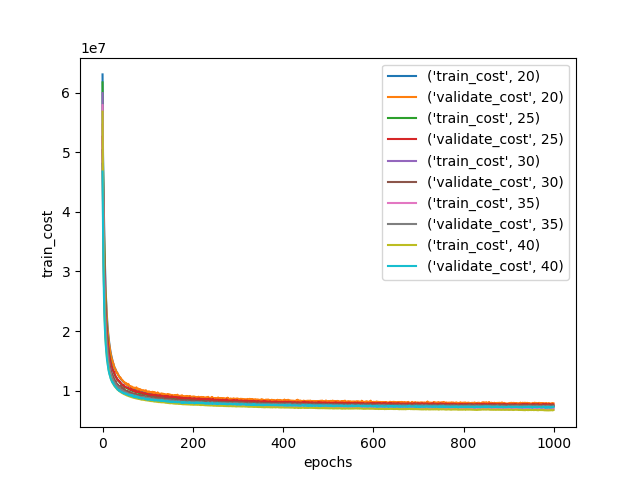 1e7
6
5
4
3
2
1
train_cost
0
200
400
600
800
1000
epochs
('train_cost', 20)
('validate_cost', 20)
('train_cost', 25)
('validate_cost', 25)
('train_cost', 30)
('validate_cost', 30)
('train_cost', 35)
('validate_cost', 35)
('train_cost', 40)
('validate_cost', 40)